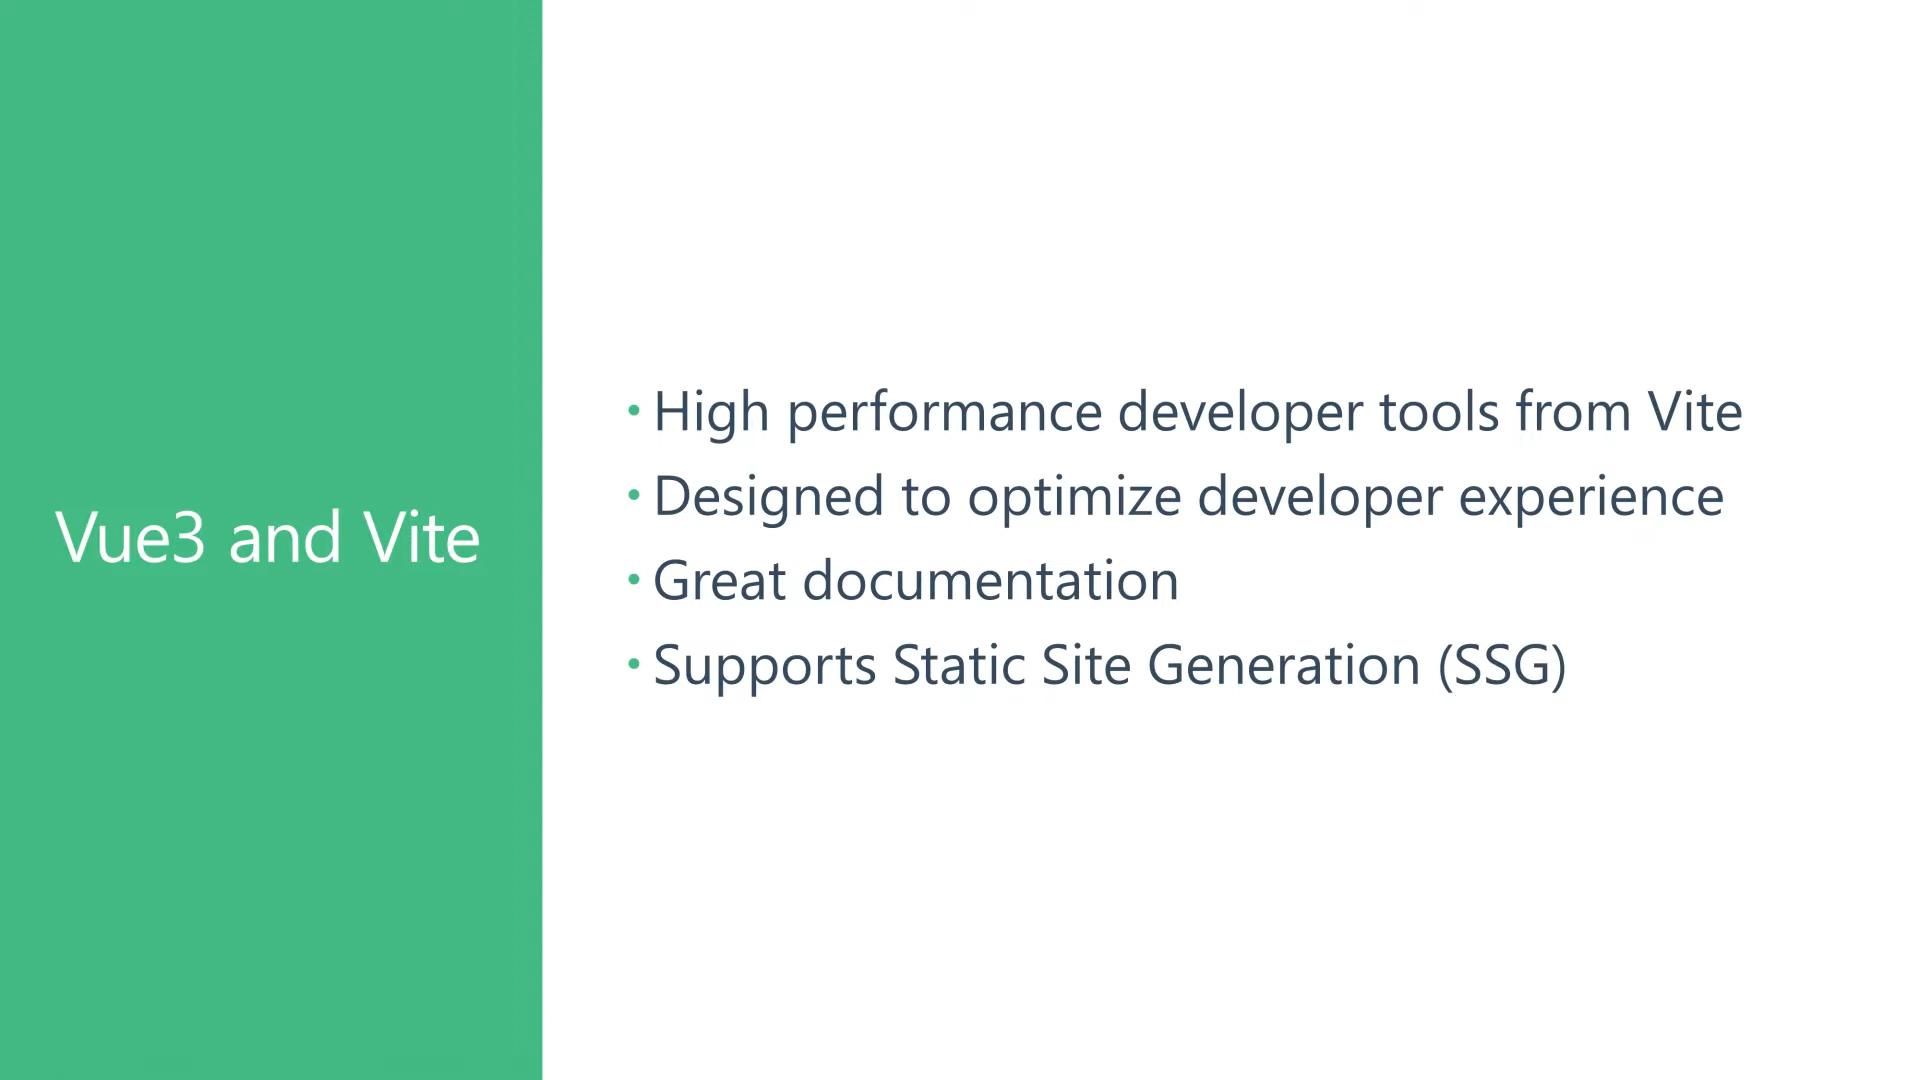 Vue3 and Vite
• High performance developer tools from Vite
• Designed to optimize developer experience
• Great documentation
• Supports Static Site Generation (SSG)